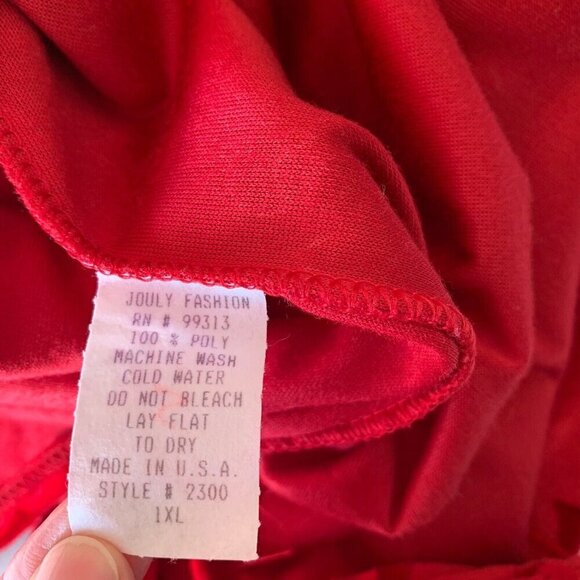 JOULY FASHION
RN # 99313
100 % POLY
MACHINE WASH
COLD WATER
DO NOT BLEACH
LAY FLAT
TO DRY
MADE IN U.S.A.
STYLE # 2300
1XL